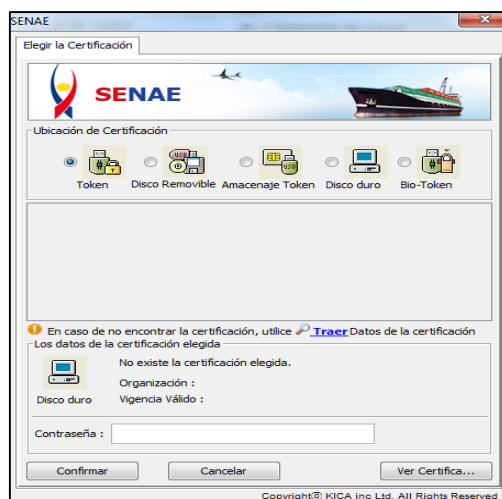 SENAE
Elegir la Certificación
SENAE
Ubicación de Certificación
Token Disco Removible Amacenaje Token Disco duro Bio-Token
En caso de no encontrar la certificación, utilice Traer Datos de la certificación
Los datos de la certificación elegida
No existe la certificación elegida.
Organización :
Disco duro Vigencia Válido :
Contraseña :
Confirmar Cancelar Ver Certifica...
Copyright© KICA inc Ltd. All Rights Reserved